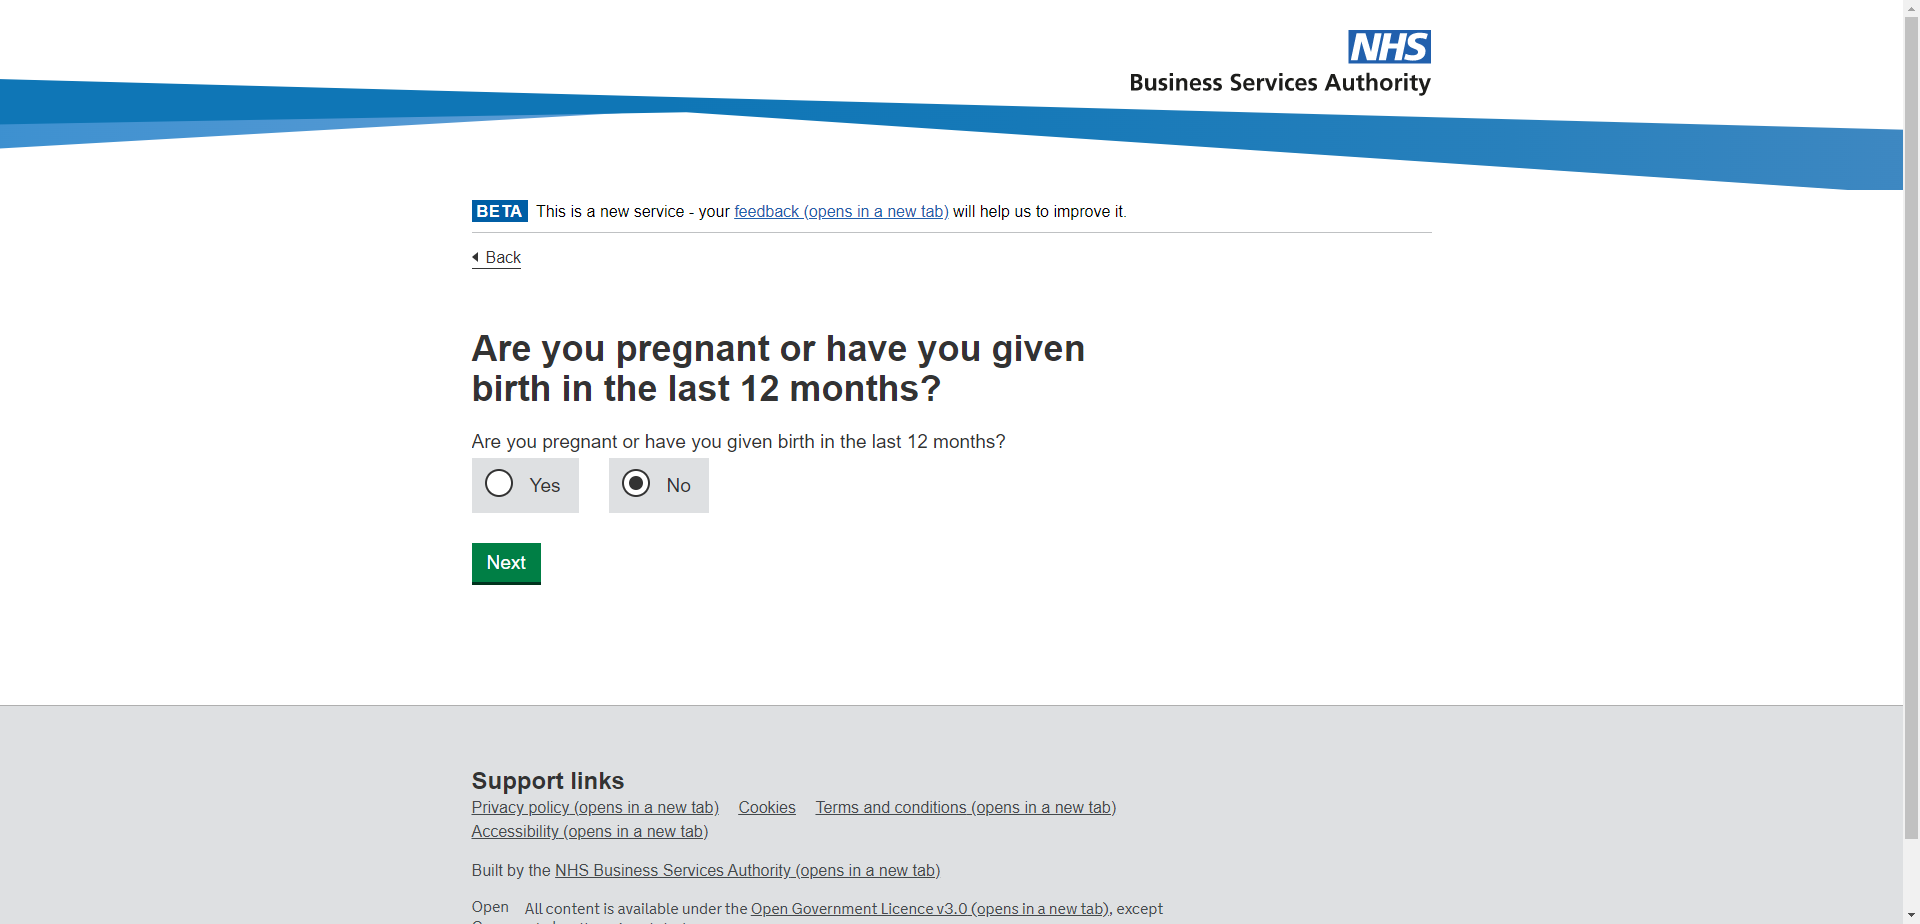 NHS
Business Services Authority
BETA This is a new service - your feedback (opens in a new tab) will help us to improve it.
Back
Are you pregnant or have you given
birth in the last 12 months?
Are you pregnant or have you given birth in the last 12 months?
Yes No
Next
Support links
Privacy policy (opens in a new tab) Cookies Terms and conditions (opens in a new tab)
Accessibility (opens in a new tab)
Built by the NHS Business Services Authority (opens in a new tab)
Open All content is available under the Open Government Licence v3.0 (opens in a new tab), except